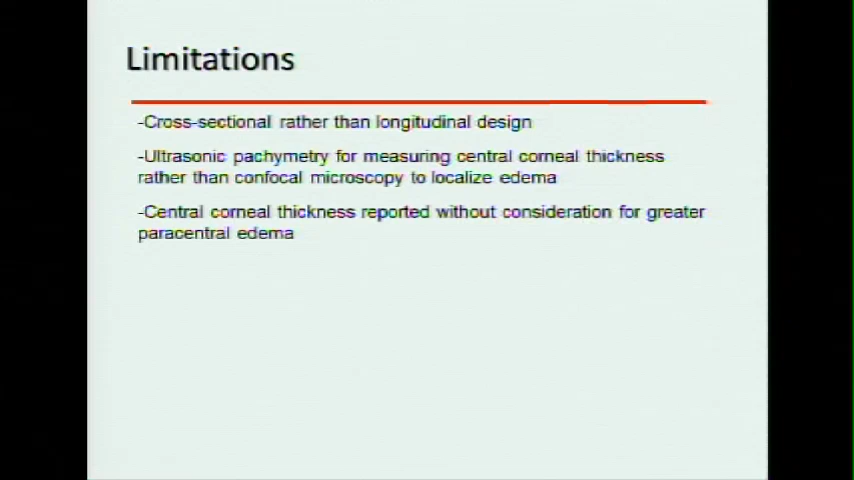 Limitations
-Cross-sectional rather than longitudinal design
-Ultrasonic pachymetry for measuring central corneal thickness
rather than confocal microscopy to localize edema
-Central corneal thickness reported without consideration for greater
paracentral edema